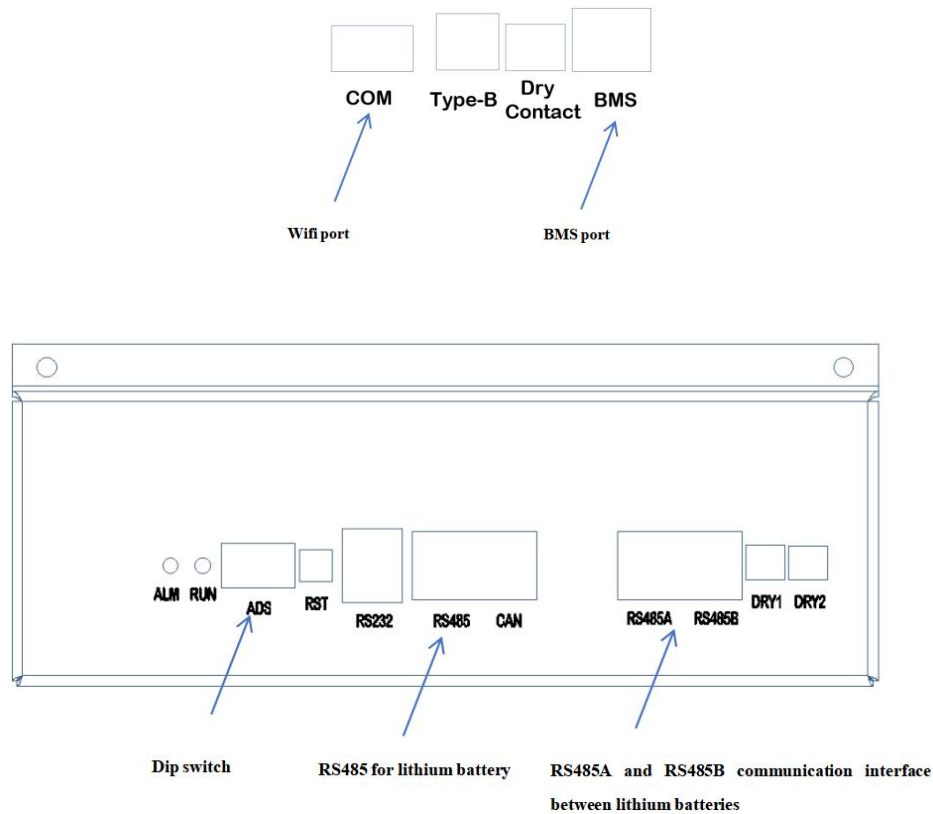 COM Type-B Dry Contact BMS
Wifi port BMS port
ALM RUN ADS RST RS232 RS485 CAN RS485A RS485B DRY1 DRY2
Dip switch RS485 for lithium battery RS485A and RS485B communication interface
between lithium batteries